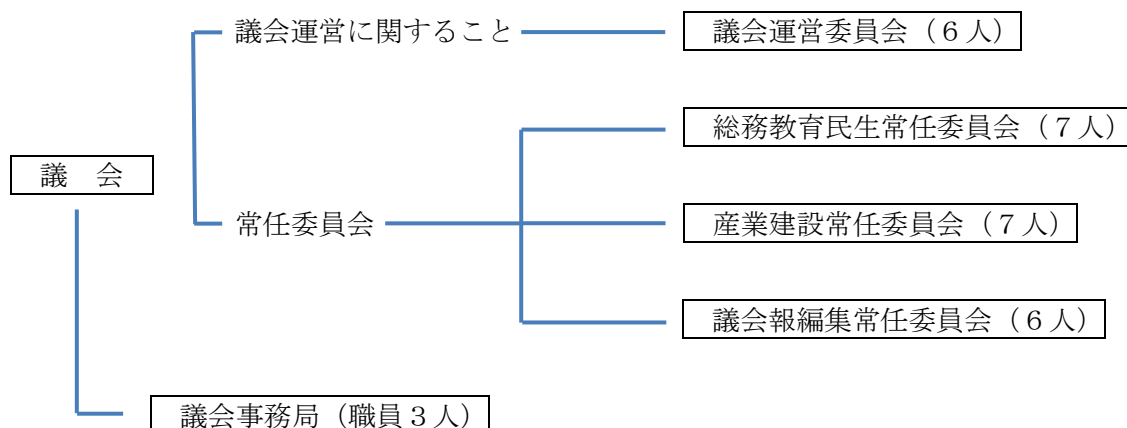 議会運営に関すること
議会運営委員会（６人）
総務教育民生常任委員会（７人）
議　会
常任委員会
産業建設常任委員会（７人）
議会報編集常任委員会（６人）
議会事務局（職員３人）